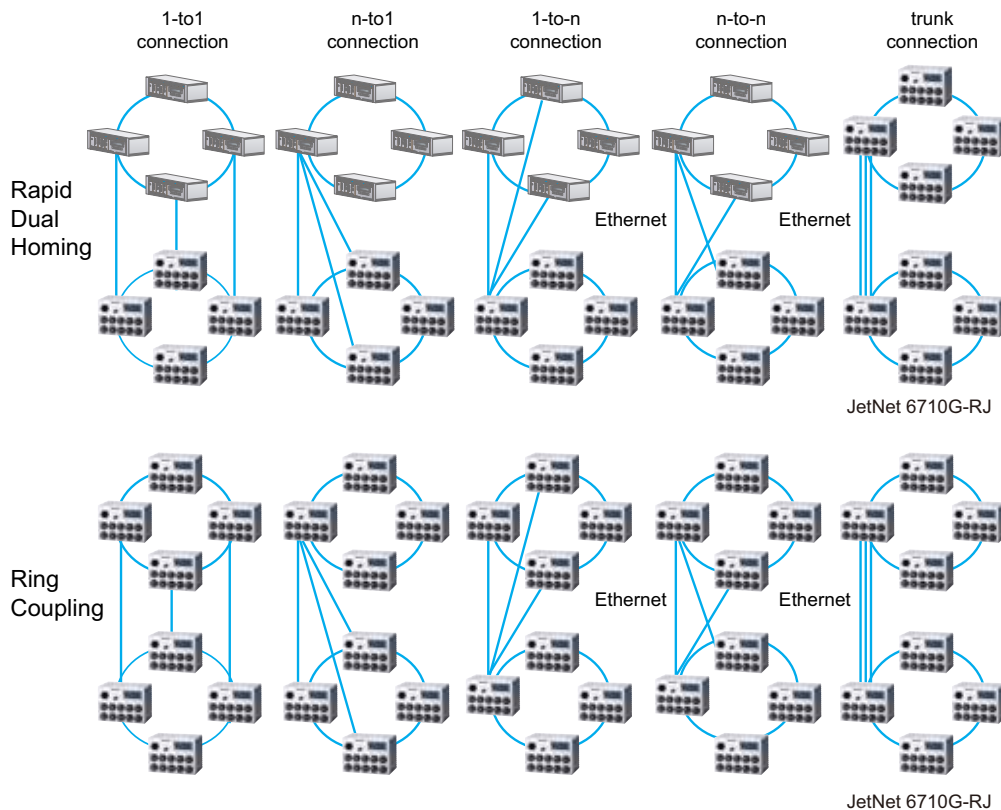 1-to1 connection
n-to1 connection
1-to-n connection
n-to-n connection
trunk connection
Rapid
Dual
Homing
Ethernet
Ethernet
JetNet 6710G-RJ
Ring
Coupling
Ethernet
Ethernet
JetNet 6710G-RJ